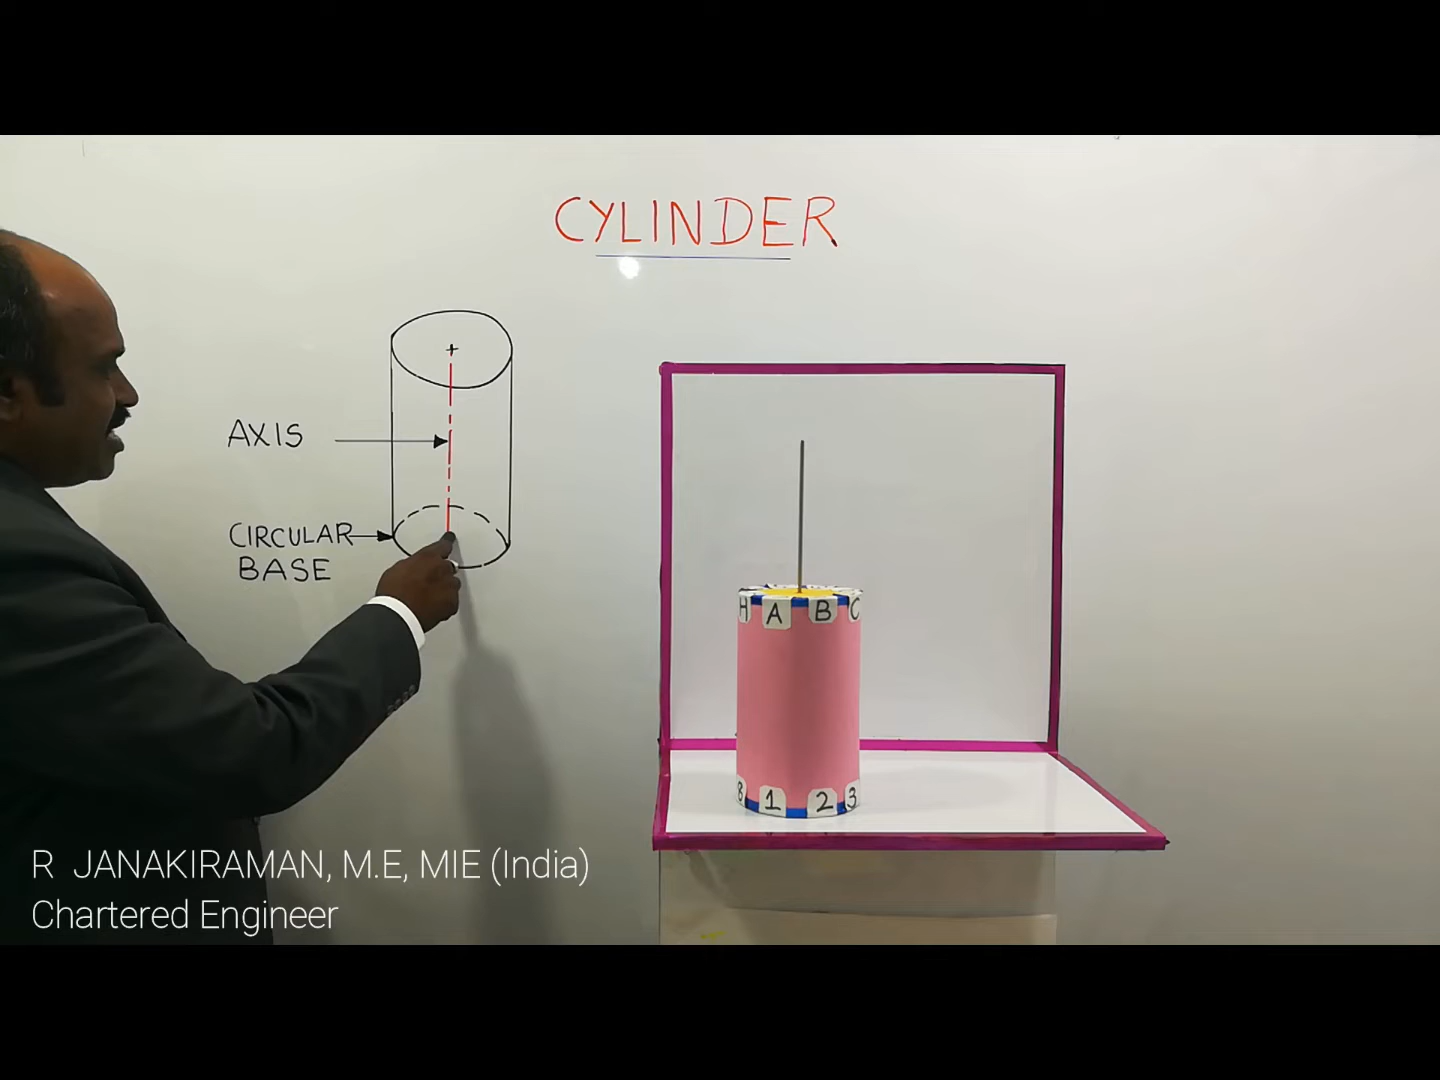 CYLINDER
AXIS
CIRCULAR
BASE
H A B C
8 1 2 3
R JANAKIRAMAN, M.E, MIE (India)
Chartered Engineer